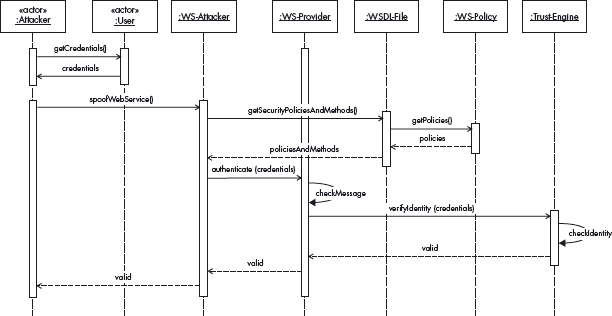 «actor»
:Attacker
«actor»
:User
:WS-Attacker
:WS-Provider
:WSDL-File
:WS-Policy
:Trust-Engine
getCredentials()
credentials
spoofWebService()
getSecurityPoliciesAndMethods()
getPolicies()
policies
policiesAndMethods
authenticate (credentials)
checkMessage
verifyIdentity (credentials)
checkIdentity
valid
valid
valid